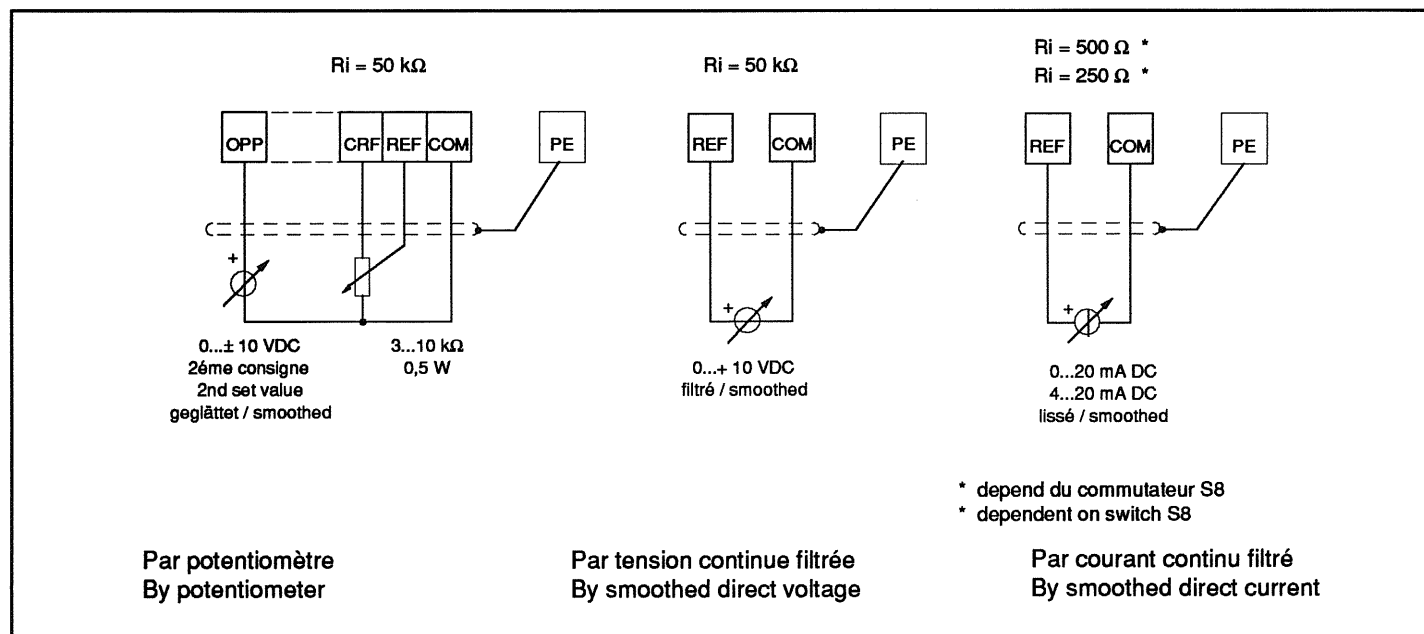 Ri = 50 kΩ
OPP CRF REF COM PE
+
0...± 10 VDC
2éme consigne
2nd set value
geglättet / smoothed
3...10 kΩ
0,5 W
Ri = 50 kΩ
REF COM PE
+
0...+ 10 VDC
filtré / smoothed
Ri = 500 Ω *
Ri = 250 Ω *
REF COM PE
+
0...20 mA DC
4...20 mA DC
lissé / smoothed
* depend du commutateur S8
* dependent on switch S8
Par potentiomètre
By potentiometer
Par tension continue filtrée
By smoothed direct voltage
Par courant continu filtré
By smoothed direct current